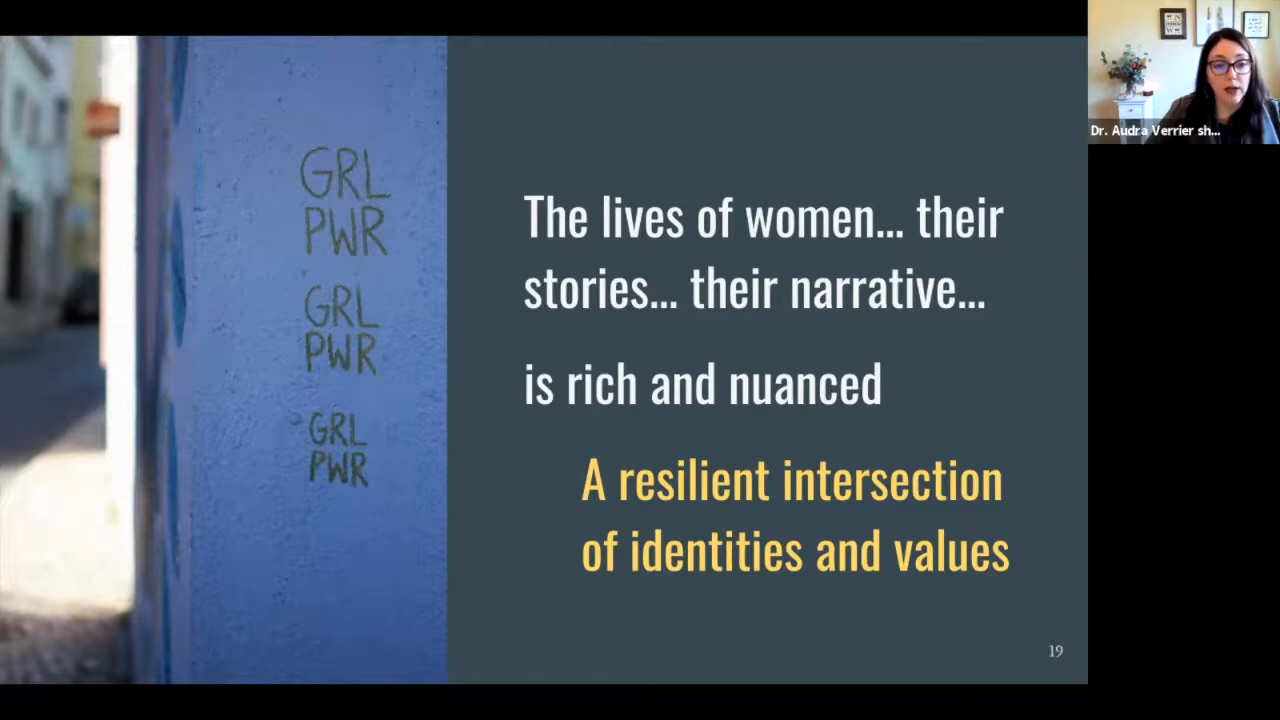 GRL
PWR
GRL
PWR
GRL
PWR
The lives of women... their
stories... their narrative...
is rich and nuanced
A resilient intersection
of identities and values
19
Dr. Audra Verrier sh...